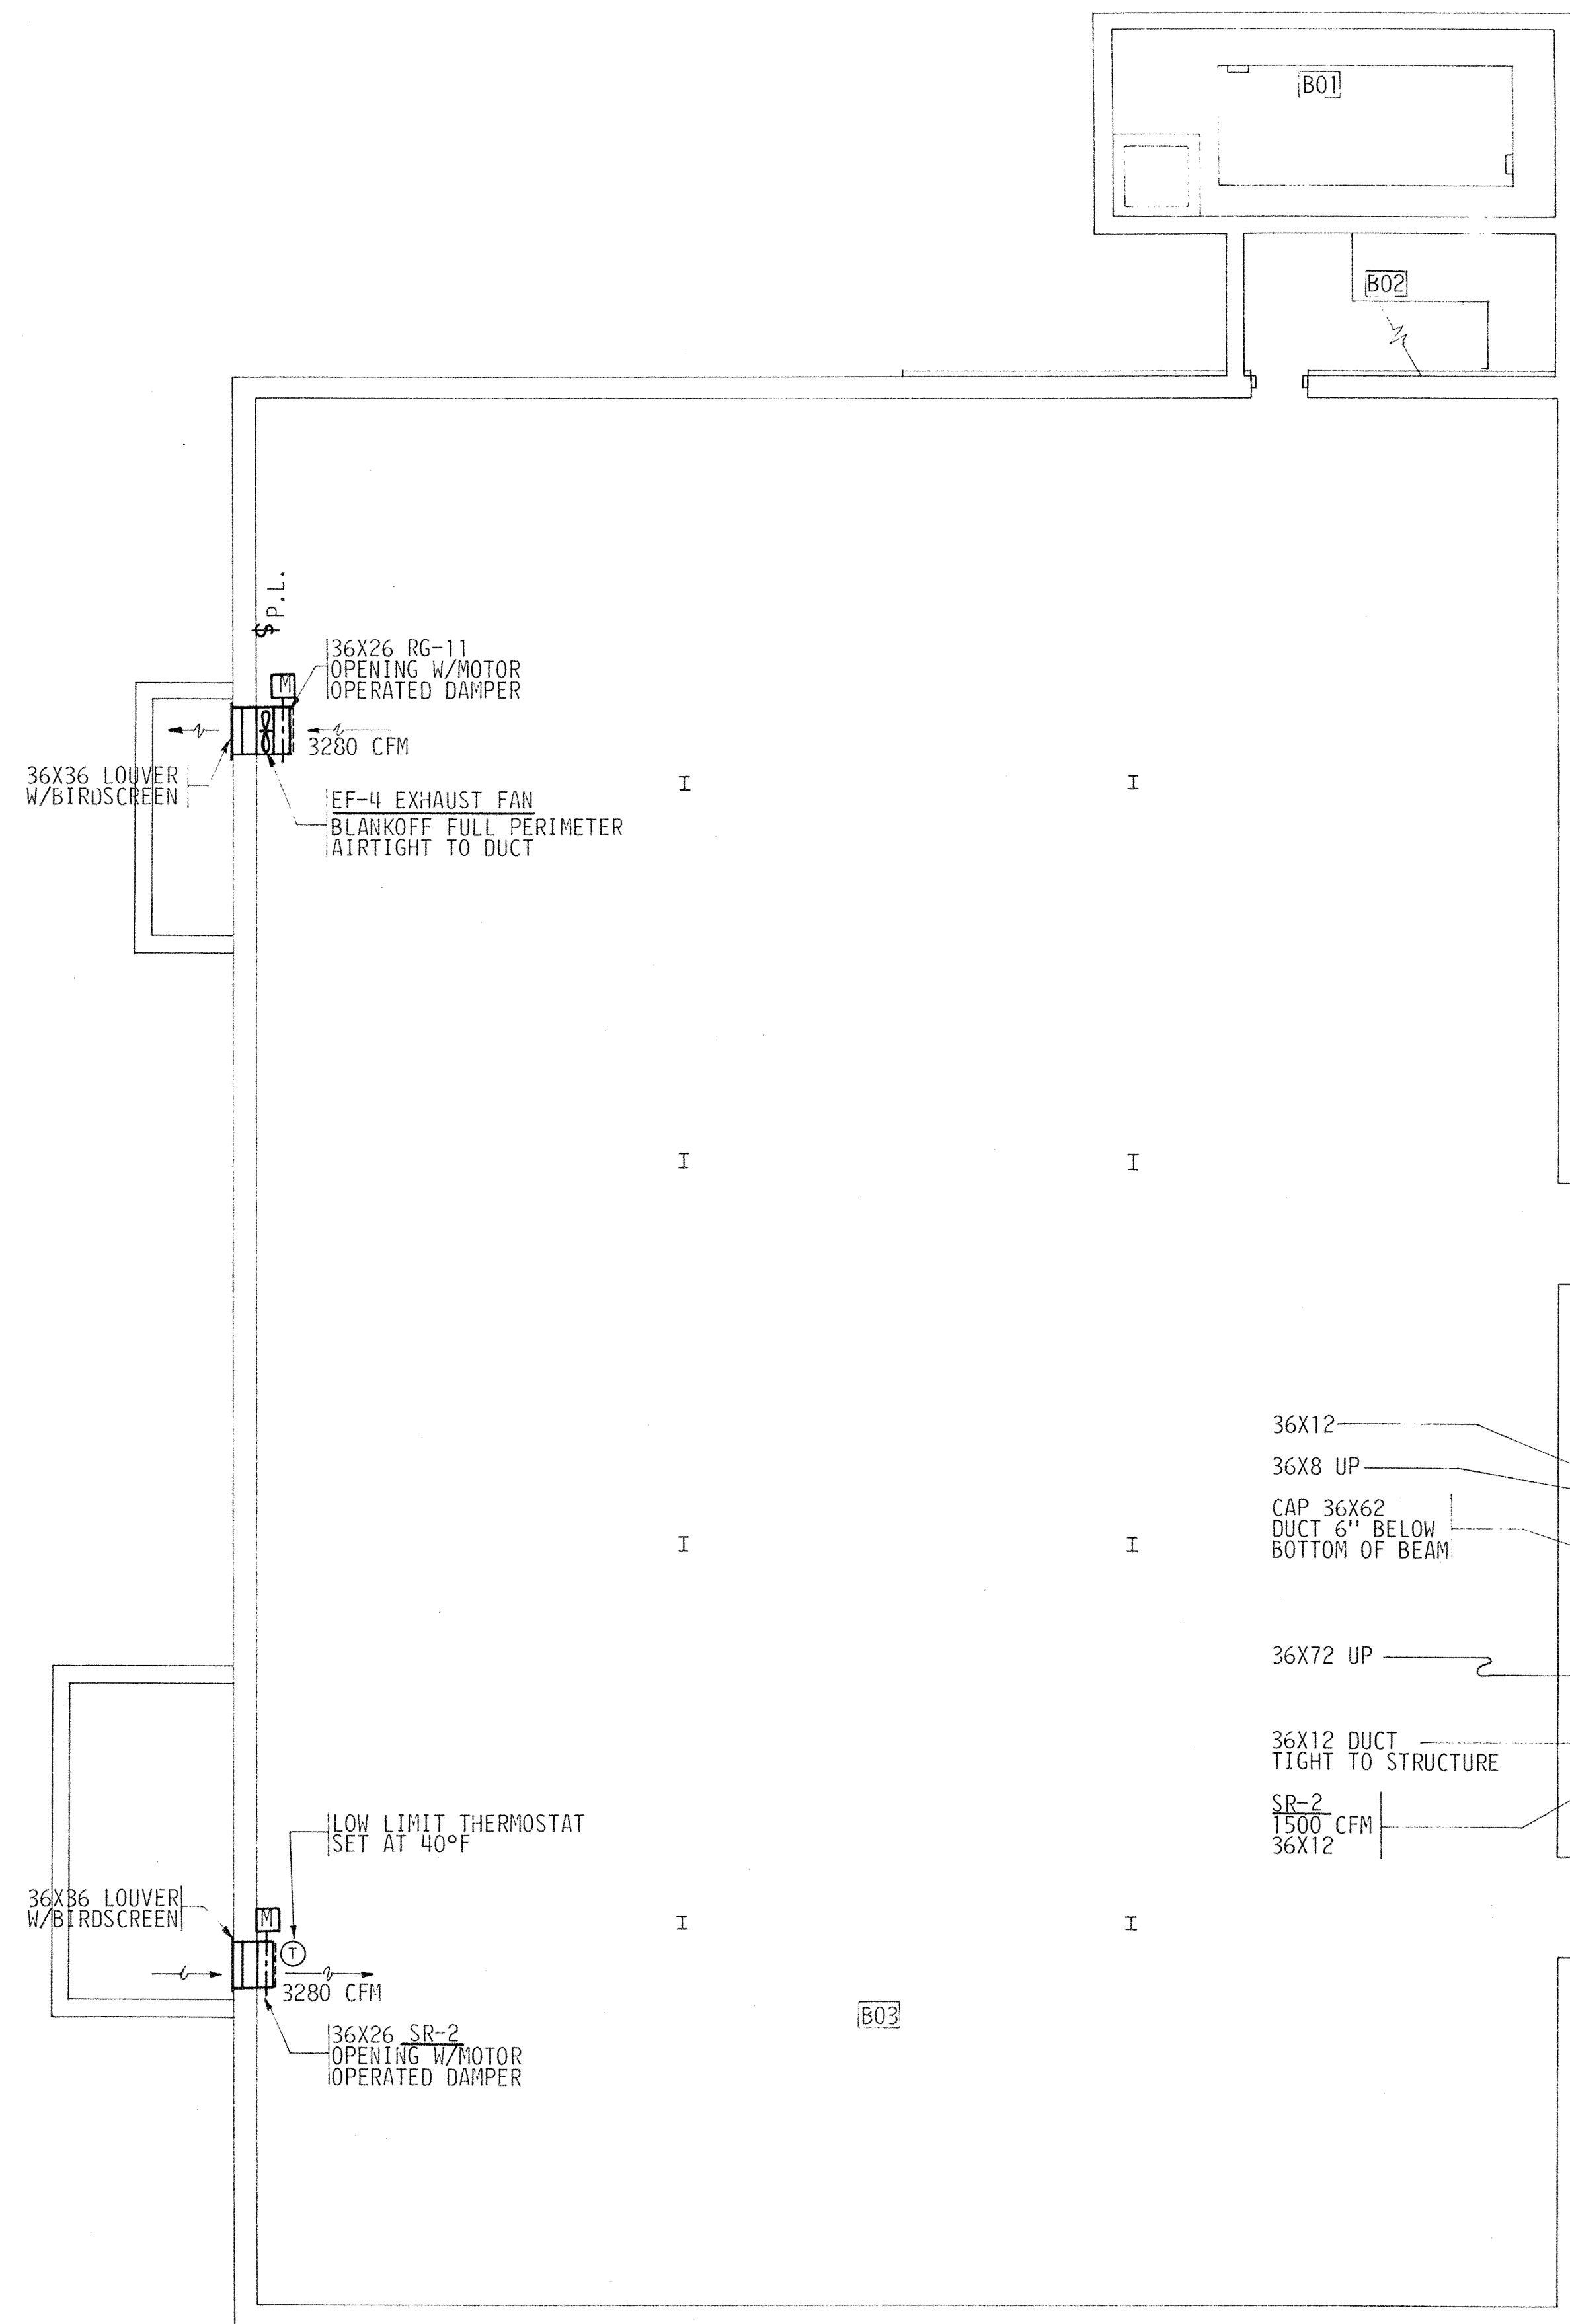 B01
B02
$ P.L.
36X26 RG-11
OPENING W/MOTOR
OPERATED DAMPER
M
3280 CFM
36X36 LOUVER
W/BIRDSCREEN
EF-4 EXHAUST FAN
BLANKOFF FULL PERIMETER
AIRTIGHT TO DUCT
36X12
36X8 UP
CAP 36X62
DUCT 6" BELOW
BOTTOM OF BEAM
36X72 UP
36X12 DUCT
TIGHT TO STRUCTURE
SR-2
1500 CFM
36X12
LOW LIMIT THERMOSTAT
SET AT 40°F
36X36 LOUVER
W/BIRDSCREEN
M
T
3280 CFM
36X26 SR-2
OPENING W/MOTOR
OPERATED DAMPER
B03